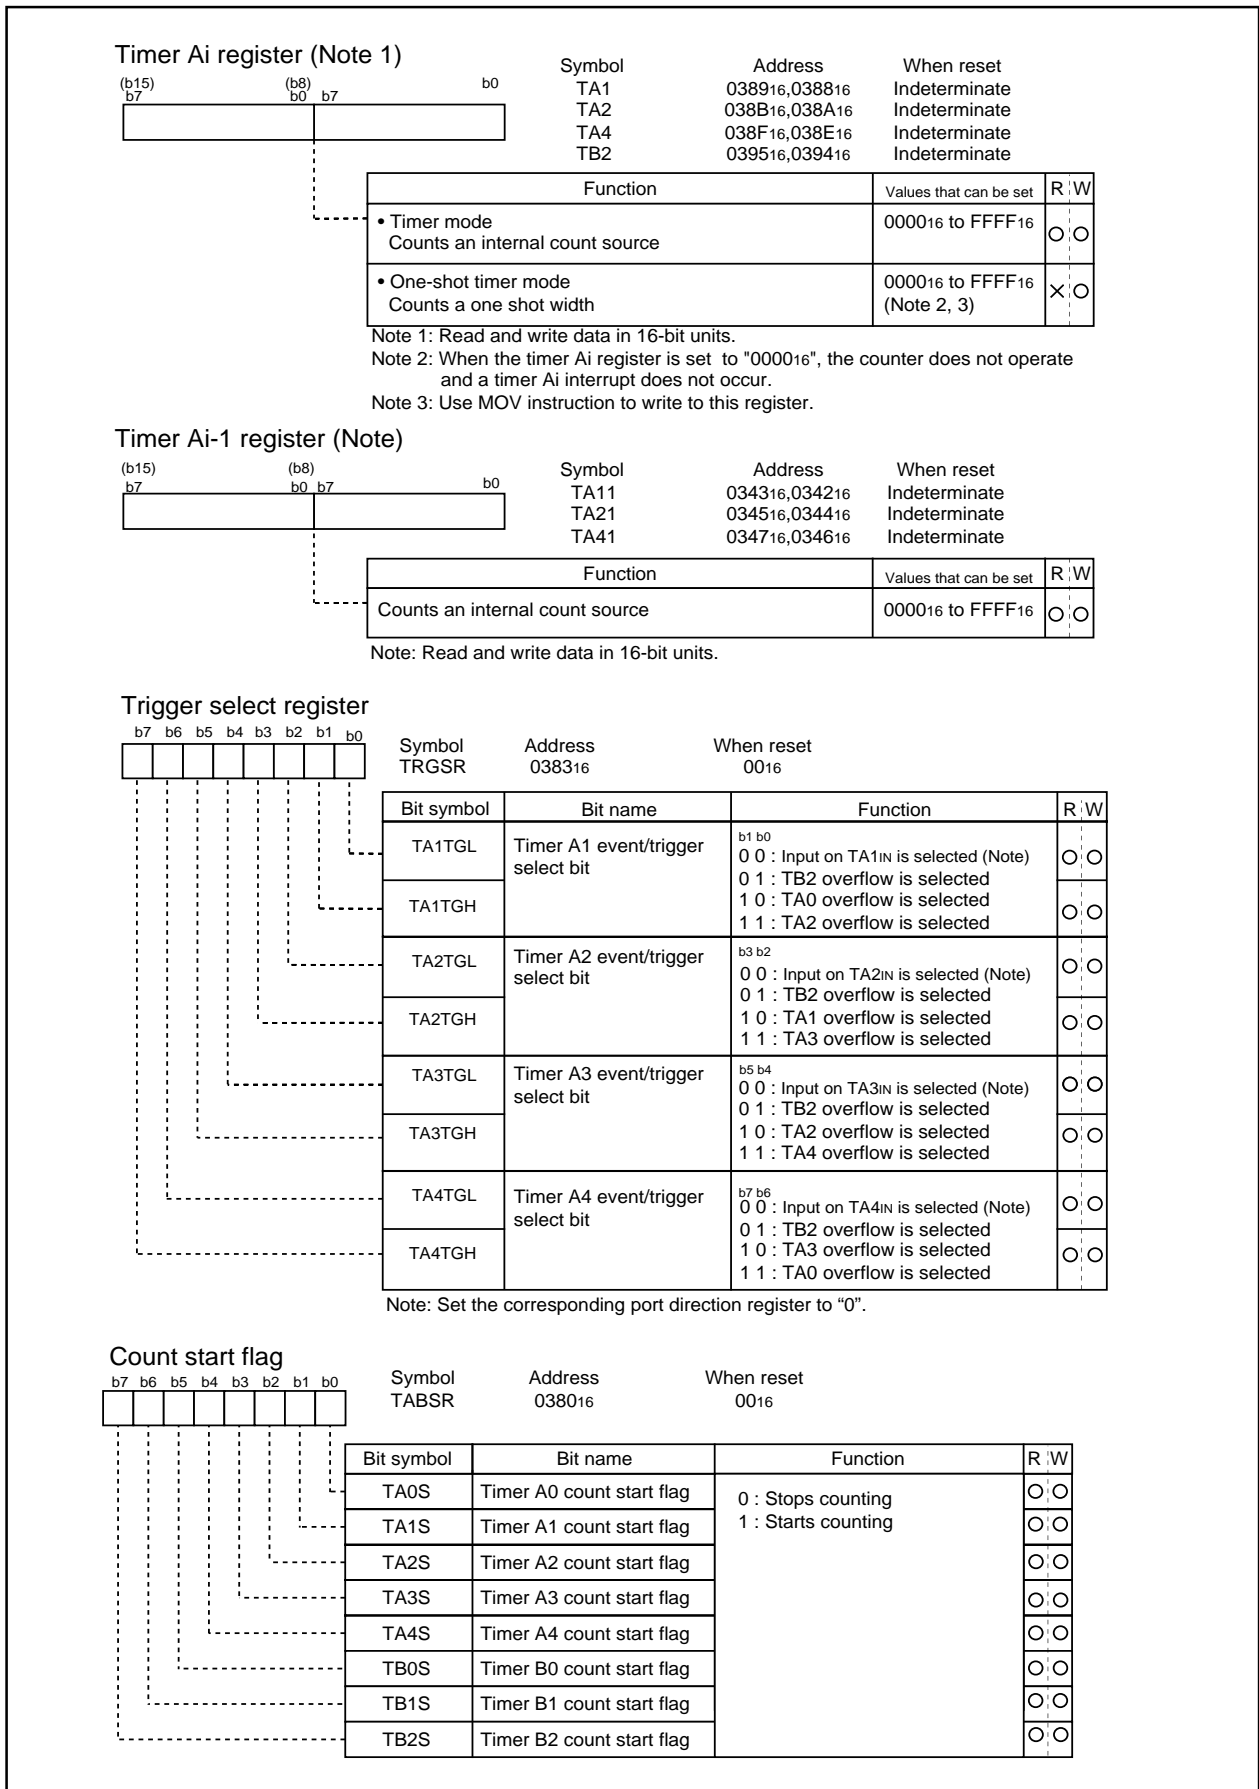 Timer Ai register (Note 1)
(b15) (b8)
b7 b0 b7 b0
Symbol Address When reset
TA1 038916,038816 Indeterminate
TA2 038B16,038A16 Indeterminate
TA4 038F16,038E16 Indeterminate
TB2 039516,039416 Indeterminate
Function Values that can be set R W
• Timer mode 000016 to FFFF16
Counts an internal count source
• One-shot timer mode 000016 to FFFF16
Counts a one shot width (Note 2, 3)
Note 1: Read and write data in 16-bit units.
Note 2: When the timer Ai register is set to "000016", the counter does not operate
and a timer Ai interrupt does not occur.
Note 3: Use MOV instruction to write to this register.
Timer Ai-1 register (Note)
(b15) (b8)
b7 b0 b7 b0
Symbol Address When reset
TA11 034316,034216 Indeterminate
TA21 034516,034416 Indeterminate
TA41 034716,034616 Indeterminate
Function Values that can be set R W
Counts an internal count source 000016 to FFFF16
Note: Read and write data in 16-bit units.
Trigger select register
b7 b6 b5 b4 b3 b2 b1 b0
Symbol Address When reset
TRGSR 038316 0016
Bit symbol Bit name Function R W
TA1TGL Timer A1 event/trigger
select bit
TA1TGH
b1 b0
0 0 : Input on TA1IN is selected (Note)
0 1 : TB2 overflow is selected
1 0 : TA0 overflow is selected
1 1 : TA2 overflow is selected
TA2TGL Timer A2 event/trigger
select bit
TA2TGH
b3 b2
0 0 : Input on TA2IN is selected (Note)
0 1 : TB2 overflow is selected
1 0 : TA1 overflow is selected
1 1 : TA3 overflow is selected
TA3TGL Timer A3 event/trigger
select bit
TA3TGH
b5 b4
0 0 : Input on TA3IN is selected (Note)
0 1 : TB2 overflow is selected
1 0 : TA2 overflow is selected
1 1 : TA4 overflow is selected
TA4TGL Timer A4 event/trigger
select bit
TA4TGH
b7 b6
0 0 : Input on TA4IN is selected (Note)
0 1 : TB2 overflow is selected
1 0 : TA3 overflow is selected
1 1 : TA0 overflow is selected
Note: Set the corresponding port direction register to “0”.
Count start flag
b7 b6 b5 b4 b3 b2 b1 b0
Symbol Address When reset
TABSR 038016 0016
Bit symbol Bit name Function R W
TA0S Timer A0 count start flag 0 : Stops counting
TA1S Timer A1 count start flag 1 : Starts counting
TA2S Timer A2 count start flag
TA3S Timer A3 count start flag
TA4S Timer A4 count start flag
TB0S Timer B0 count start flag
TB1S Timer B1 count start flag
TB2S Timer B2 count start flag